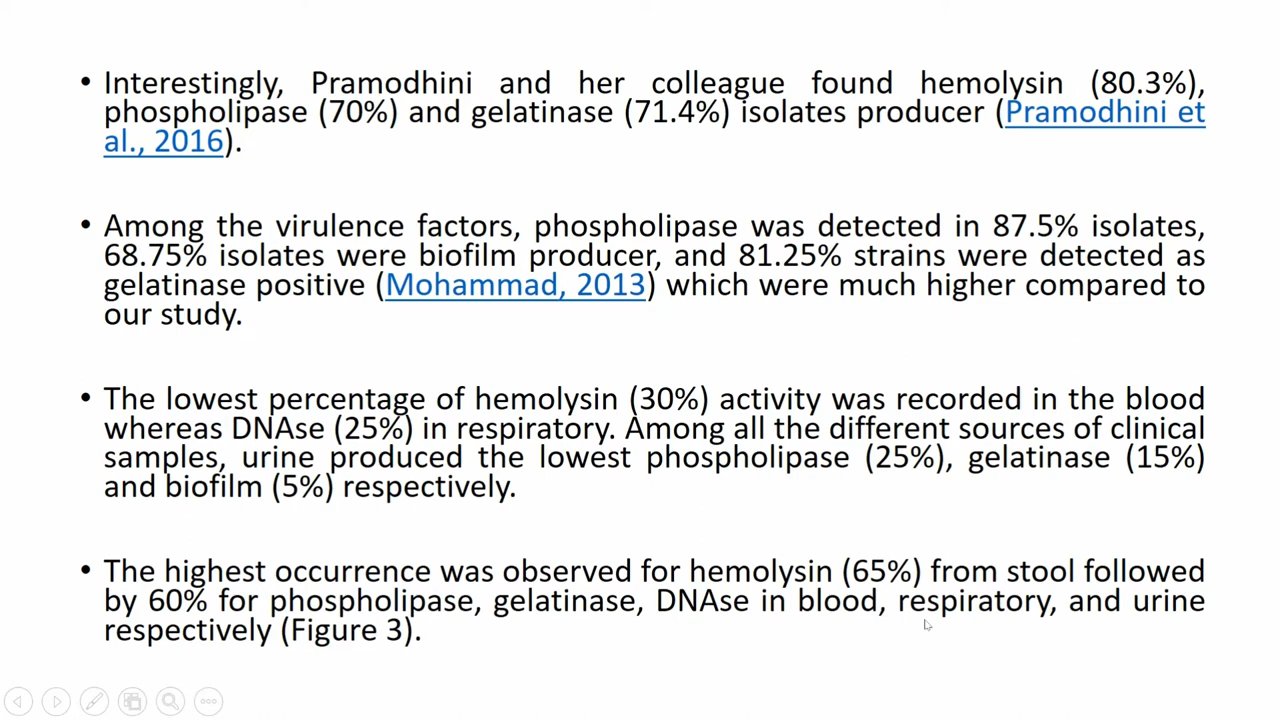 • Interestingly, Pramodhini and her colleague found hemolysin (80.3%),
phospholipase (70%) and gelatinase (71.4%) isolates producer (Pramodhini et
al., 2016).
• Among the virulence factors, phospholipase was detected in 87.5% isolates,
68.75% isolates were biofilm producer, and 81.25% strains were detected as
gelatinase positive (Mohammad, 2013) which were much higher compared to
our study.
• The lowest percentage of hemolysin (30%) activity was recorded in the blood
whereas DNAse (25%) in respiratory. Among all the different sources of clinical
samples, urine produced the lowest phospholipase (25%), gelatinase (15%)
and biofilm (5%) respectively.
• The highest occurrence was observed for hemolysin (65%) from stool followed
by 60% for phospholipase, gelatinase, DNAse in blood, respiratory, and urine
respectively (Figure 3).